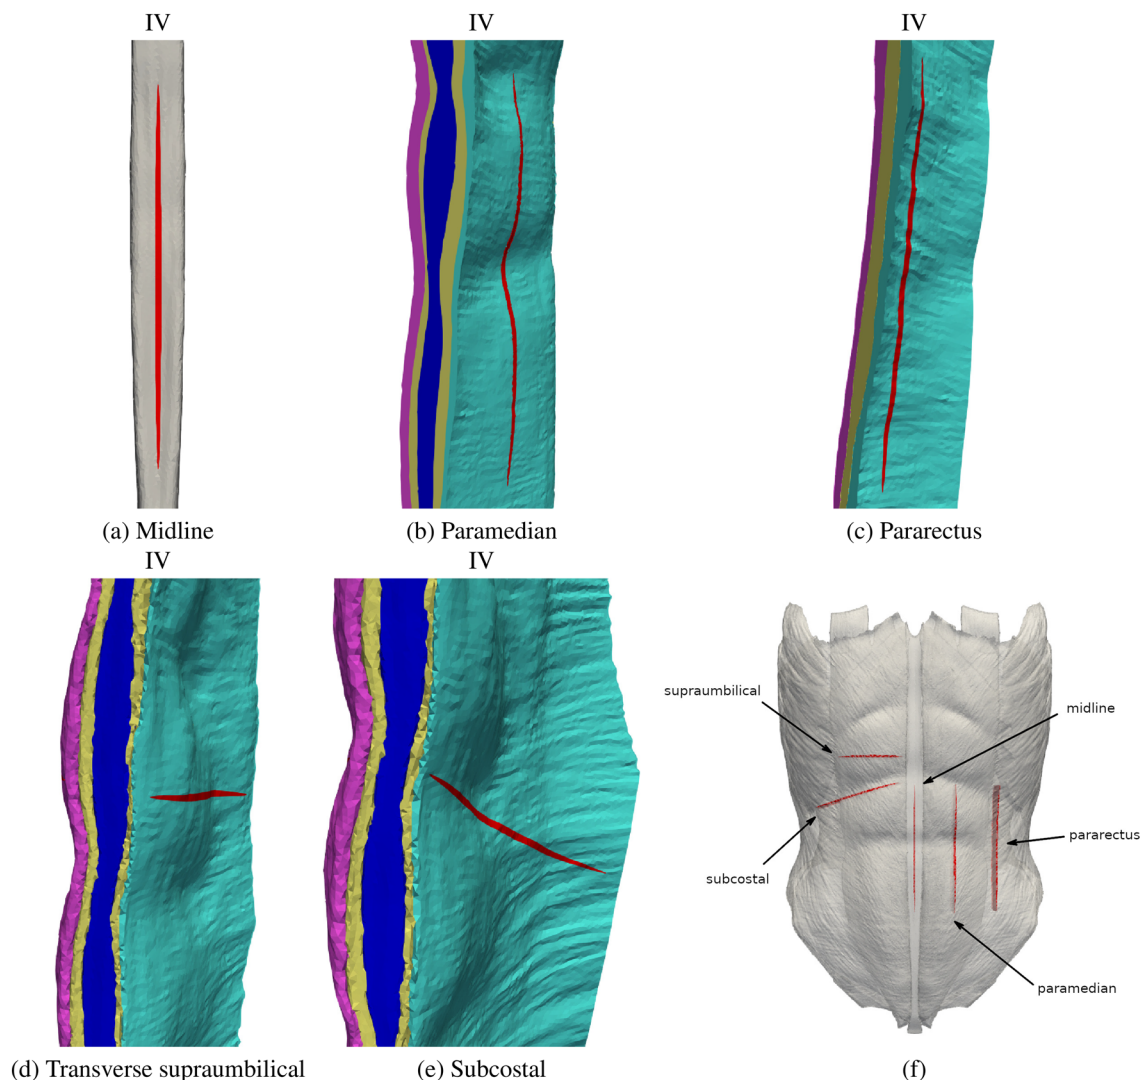 IV
IV
IV
(a) Midline
(b) Paramedian
(c) Pararectus
IV
IV
supraumbilical
midline
pararectus
subcostal
paramedian
(d) Transverse supraumbilical
(e) Subcostal
(f)